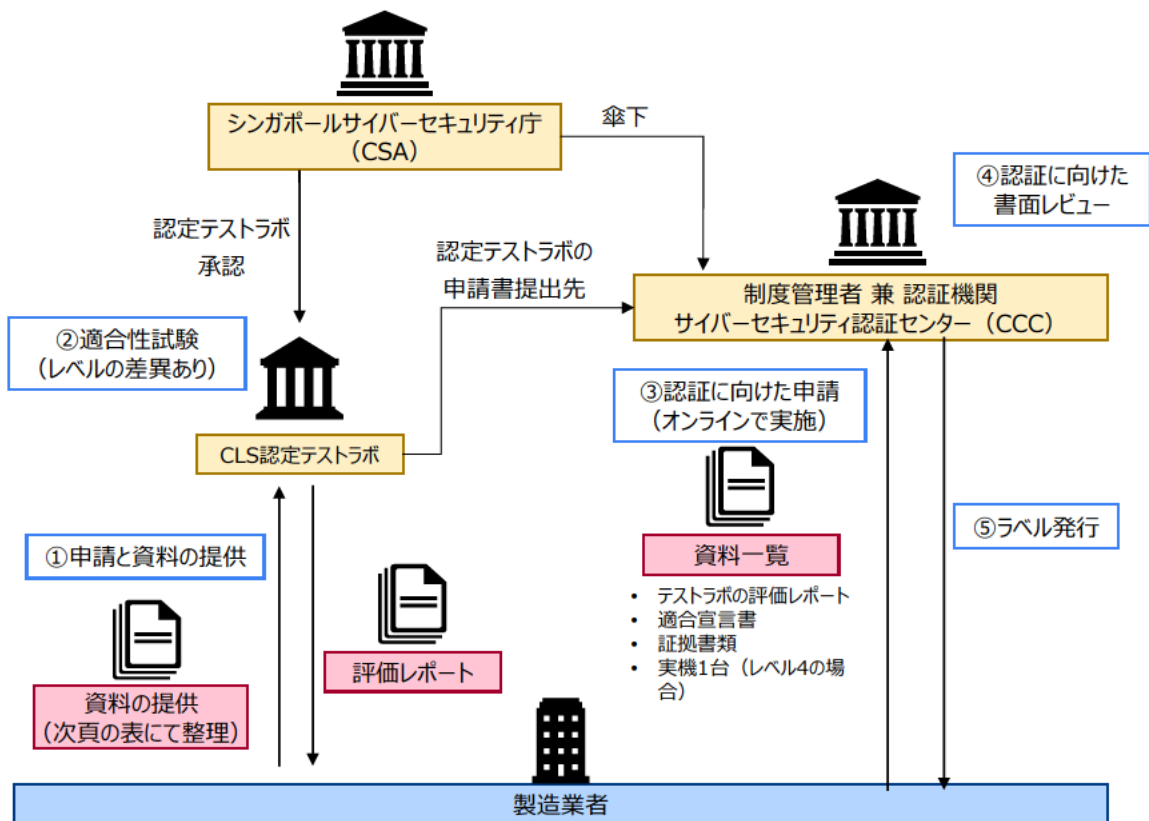 シンガポールサイバーセキュリティ庁
（CSA）
傘下
④認証に向けた
書面レビュー
認定テストラボ
承認
認定テストラボの
申請書提出先
制度管理者 兼 認証機関
サイバーセキュリティ認証センター（CCC）
②適合性試験
（レベルの差異あり）
③認証に向けた申請
（オンラインで実施）
CLS認定テストラボ
①申請と資料の提供
⑤ラベル発行
資料一覧
• テストラボの評価レポート
• 適合宣言書
• 証拠書類
• 実機1台（レベル4の場
合）
評価レポート
資料の提供
（次頁の表にて整理）
製造業者